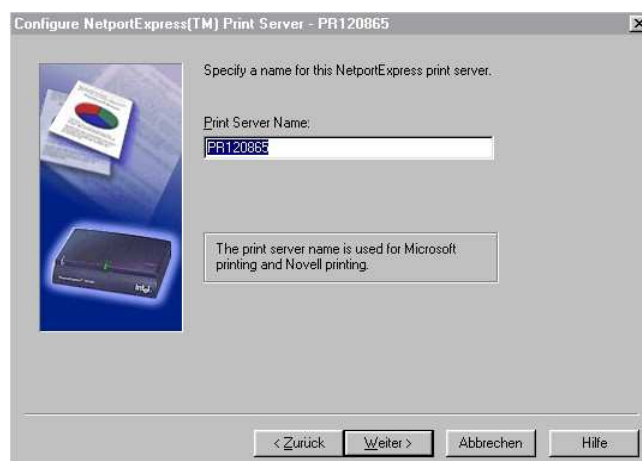 Configure NetportExpress(TM) Print Server - PR120865
Specify a name for this NetportExpress print server.
Print Server Name:
PR120865
The print server name is used for Microsoft
printing and Novell printing.
intel
< Zurück
Weiter >
Abbrechen
Hilfe